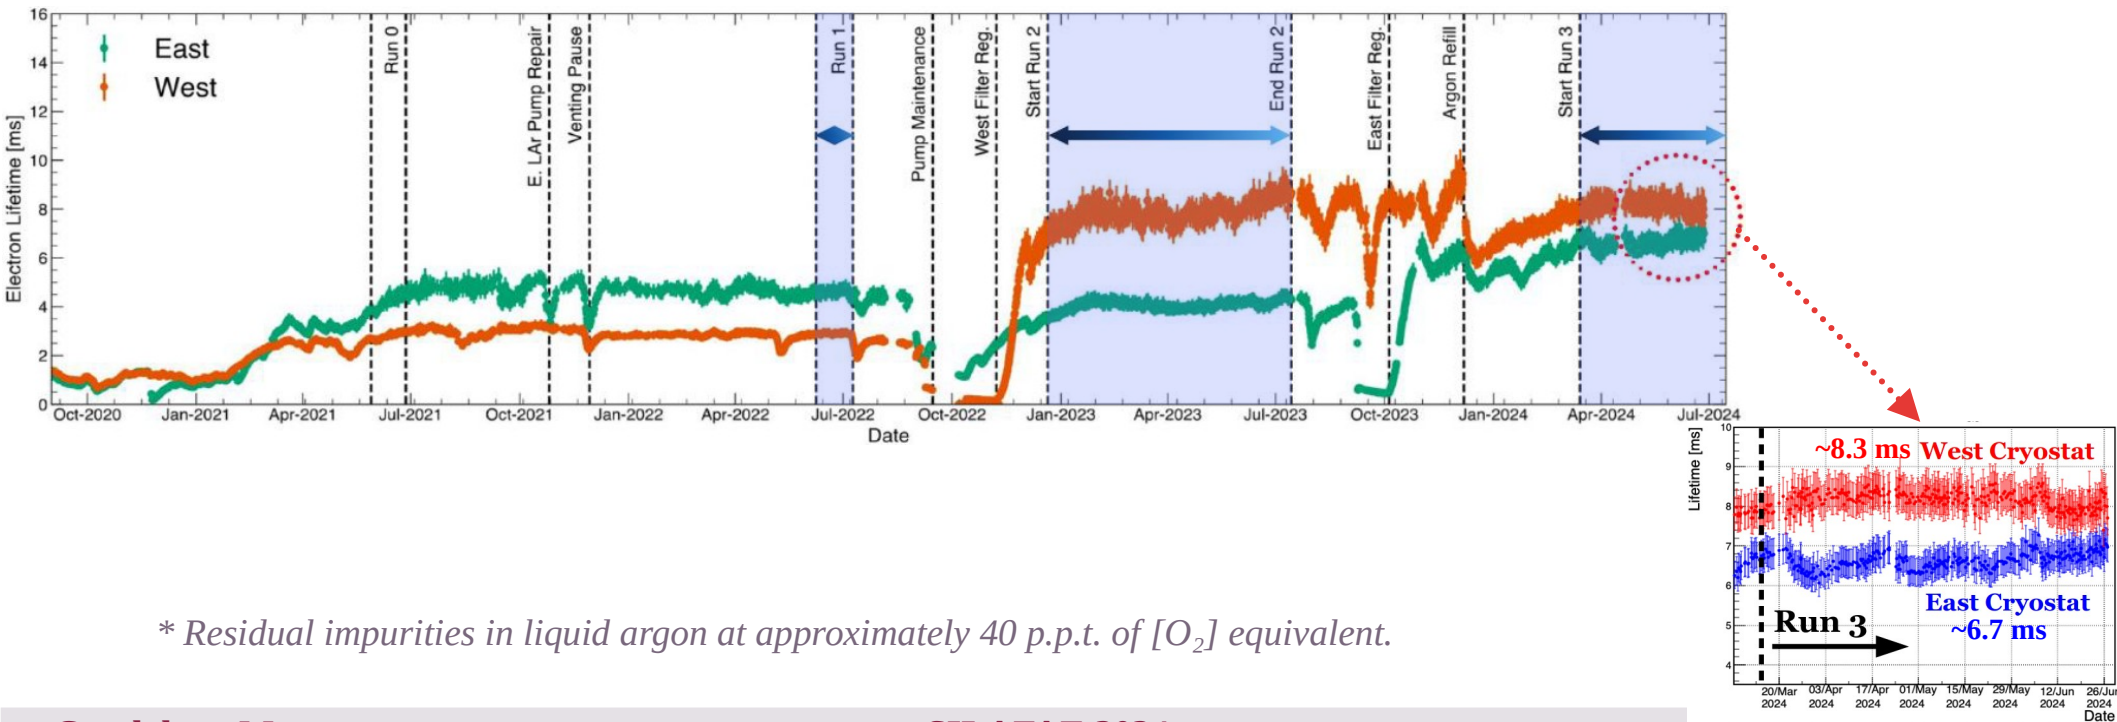 16
14
12
10
8
6
4
2
0
Electron Lifetime [ms]
East
West
Run 0
E. LAr Pump Repair
Venting Pause
Run 1
Pump Maintenance
West Filter Reg.
Start Run 2
End Run 2
East Filter Reg.
Argon Refill
Start Run 3
Oct-2020 Jan-2021 Apr-2021 Jul-2021 Oct-2021 Jan-2022 Apr-2022 Jul-2022 Oct-2022 Jan-2023 Apr-2023 Jul-2023 Oct-2023 Jan-2024 Apr-2024 Jul-2024
Date
Lifetime [ms]
10
9
8
7
6
5
4
~8.3 ms West Cryostat
East Cryostat
~6.7 ms
Run 3
20/Mar 03/Apr 17/Apr 01/May 15/May 29/May 12/Jun 26/Jun
2024 2024 2024 2024 2024 2024 2024 2024
Date
* Residual impurities in liquid argon at approximately 40 p.p.t. of [O₂] equivalent.